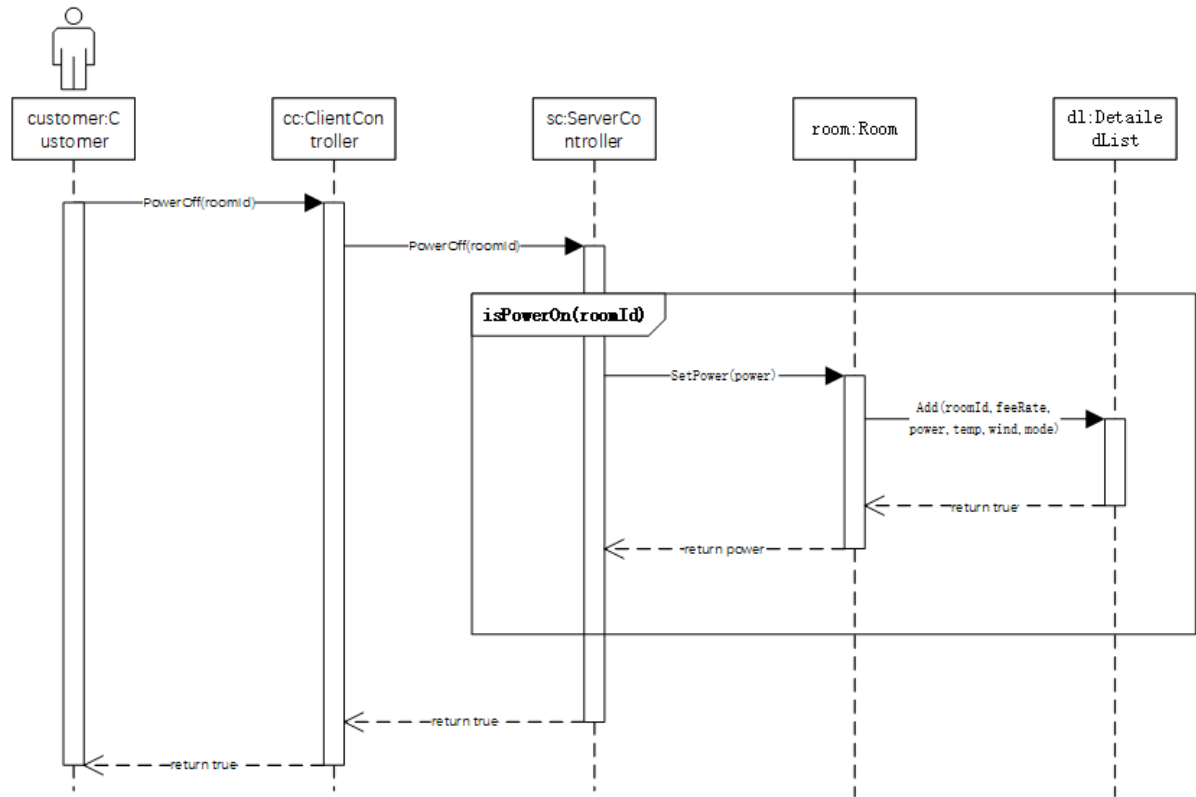 customer:C
ustomer
cc:ClientCon
troller
sc:ServerCo
ntroller
room:Room
dl:Detaile
dList
PowerOff(roomId)
PowerOff(roomId)
isPowerOn(roomId)
SetPower(power)
Add(roomId,feeRate,
power,temp,wind,mode)
return true
return power
return true
return true